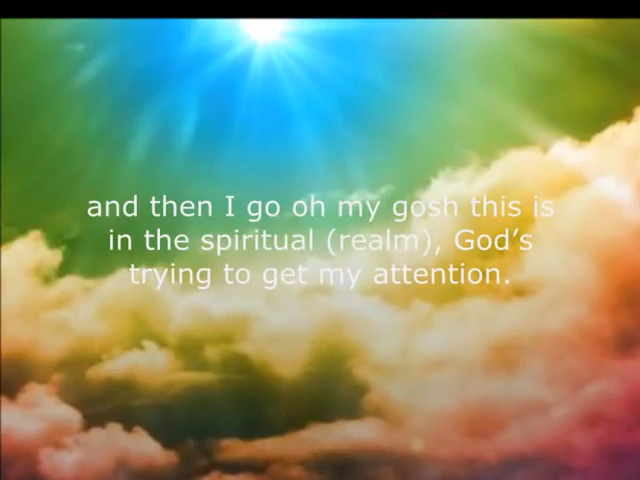 and then I go oh my gosh this is
in the spiritual (realm), God's
trying to get my attention.